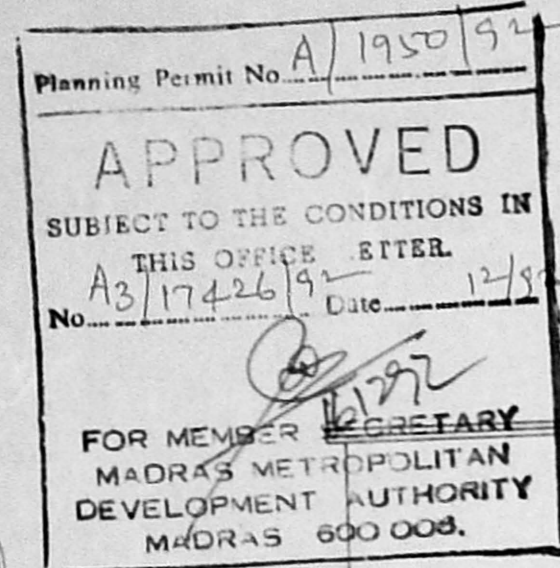 Planning Permit No. A/1950/92
APPROVED
SUBJECT TO THE CONDITIONS IN
THIS OFFICE LETTER.
No. A3/17426/92 Date 12/92
FOR MEMBER SECRETARY
MADRAS METROPOLITAN
DEVELOPMENT AUTHORITY
MADRAS 600 008.